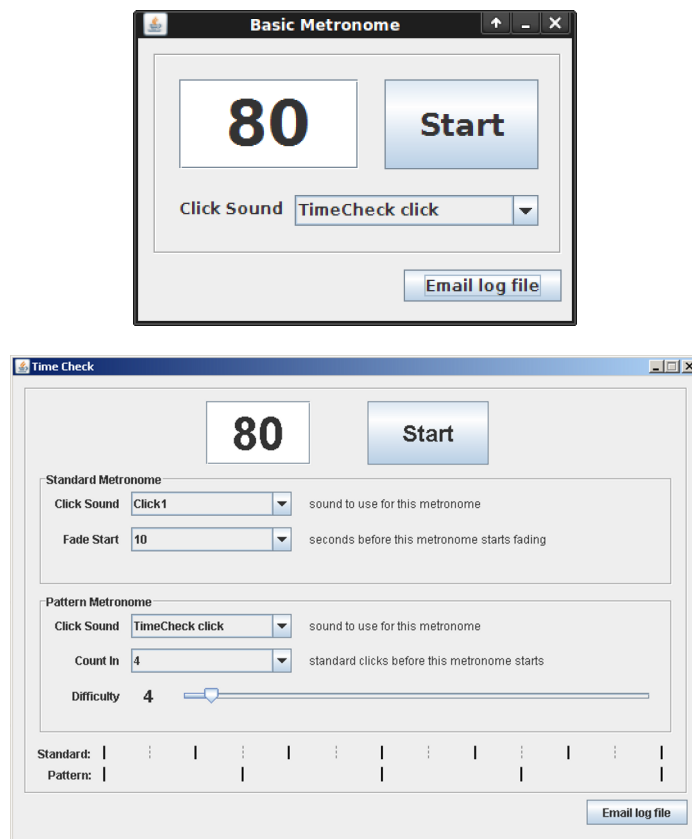 Basic Metronome
80 Start
Click Sound TimeCheck click
Email log file
Time Check
80 Start
Standard Metronome
Click Sound Click1 sound to use for this metronome
Fade Start 10 seconds before this metronome starts fading
Pattern Metronome
Click Sound TimeCheck click sound to use for this metronome
Count In 4 standard clicks before this metronome starts
Difficulty 4
Standard:
Pattern:
Email log file